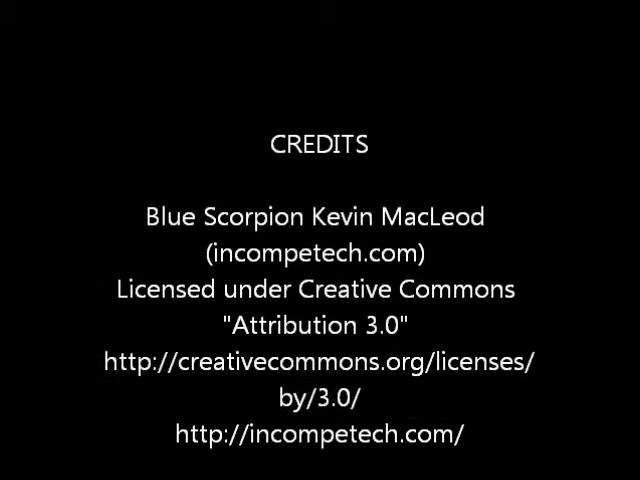 CREDITS
Blue Scorpion Kevin MacLeod
(incompetech.com)
Licensed under Creative Commons
"Attribution 3.0"
http://creativecommons.org/licenses/
by/3.0/
http://incompetech.com/